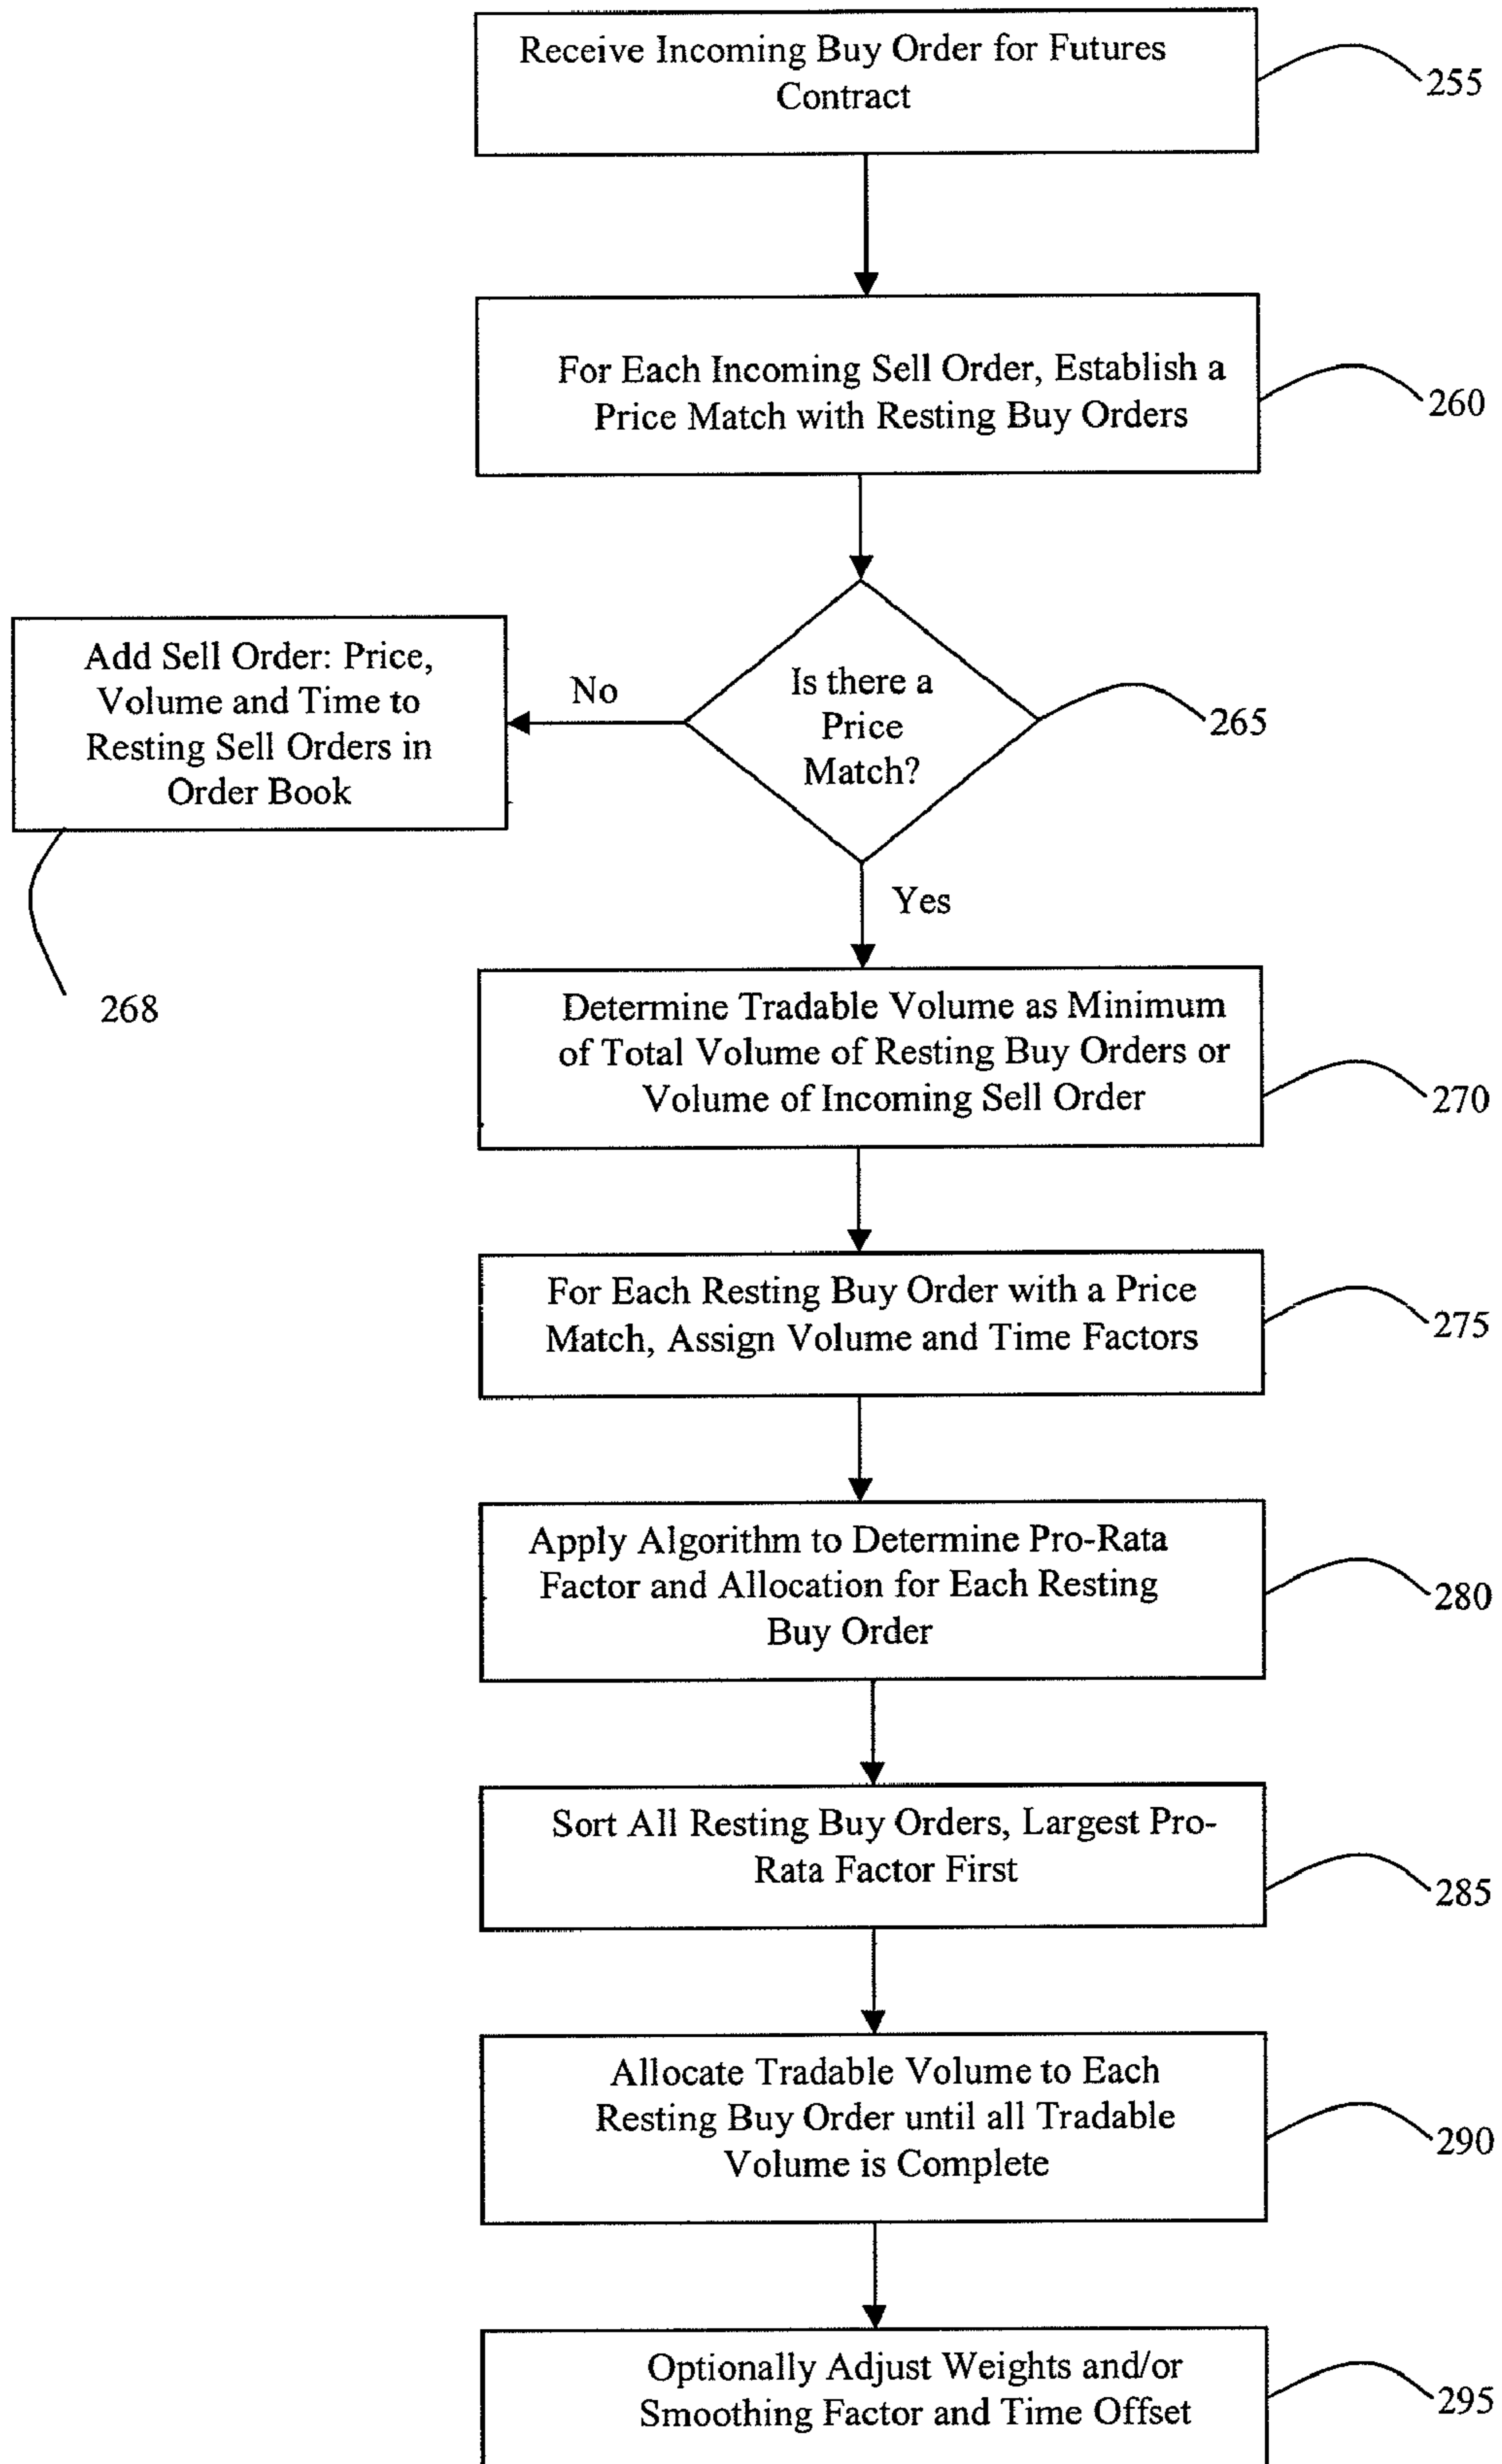 Receive Incoming Buy Order for Futures
Contract
255
For Each Incoming Sell Order, Establish a
Price Match with Resting Buy Orders
260
Add Sell Order: Price,
Volume and Time to
Resting Sell Orders in
Order Book
No
Is there a
Price
Match?
265
268
Yes
Determine Tradable Volume as Minimum
of Total Volume of Resting Buy Orders or
Volume of Incoming Sell Order
270
For Each Resting Buy Order with a Price
Match, Assign Volume and Time Factors
275
Apply Algorithm to Determine Pro-Rata
Factor and Allocation for Each Resting
Buy Order
280
Sort All Resting Buy Orders, Largest Pro-
Rata Factor First
285
Allocate Tradable Volume to Each
Resting Buy Order until all Tradable
Volume is Complete
290
Optionally Adjust Weights and/or
Smoothing Factor and Time Offset
295